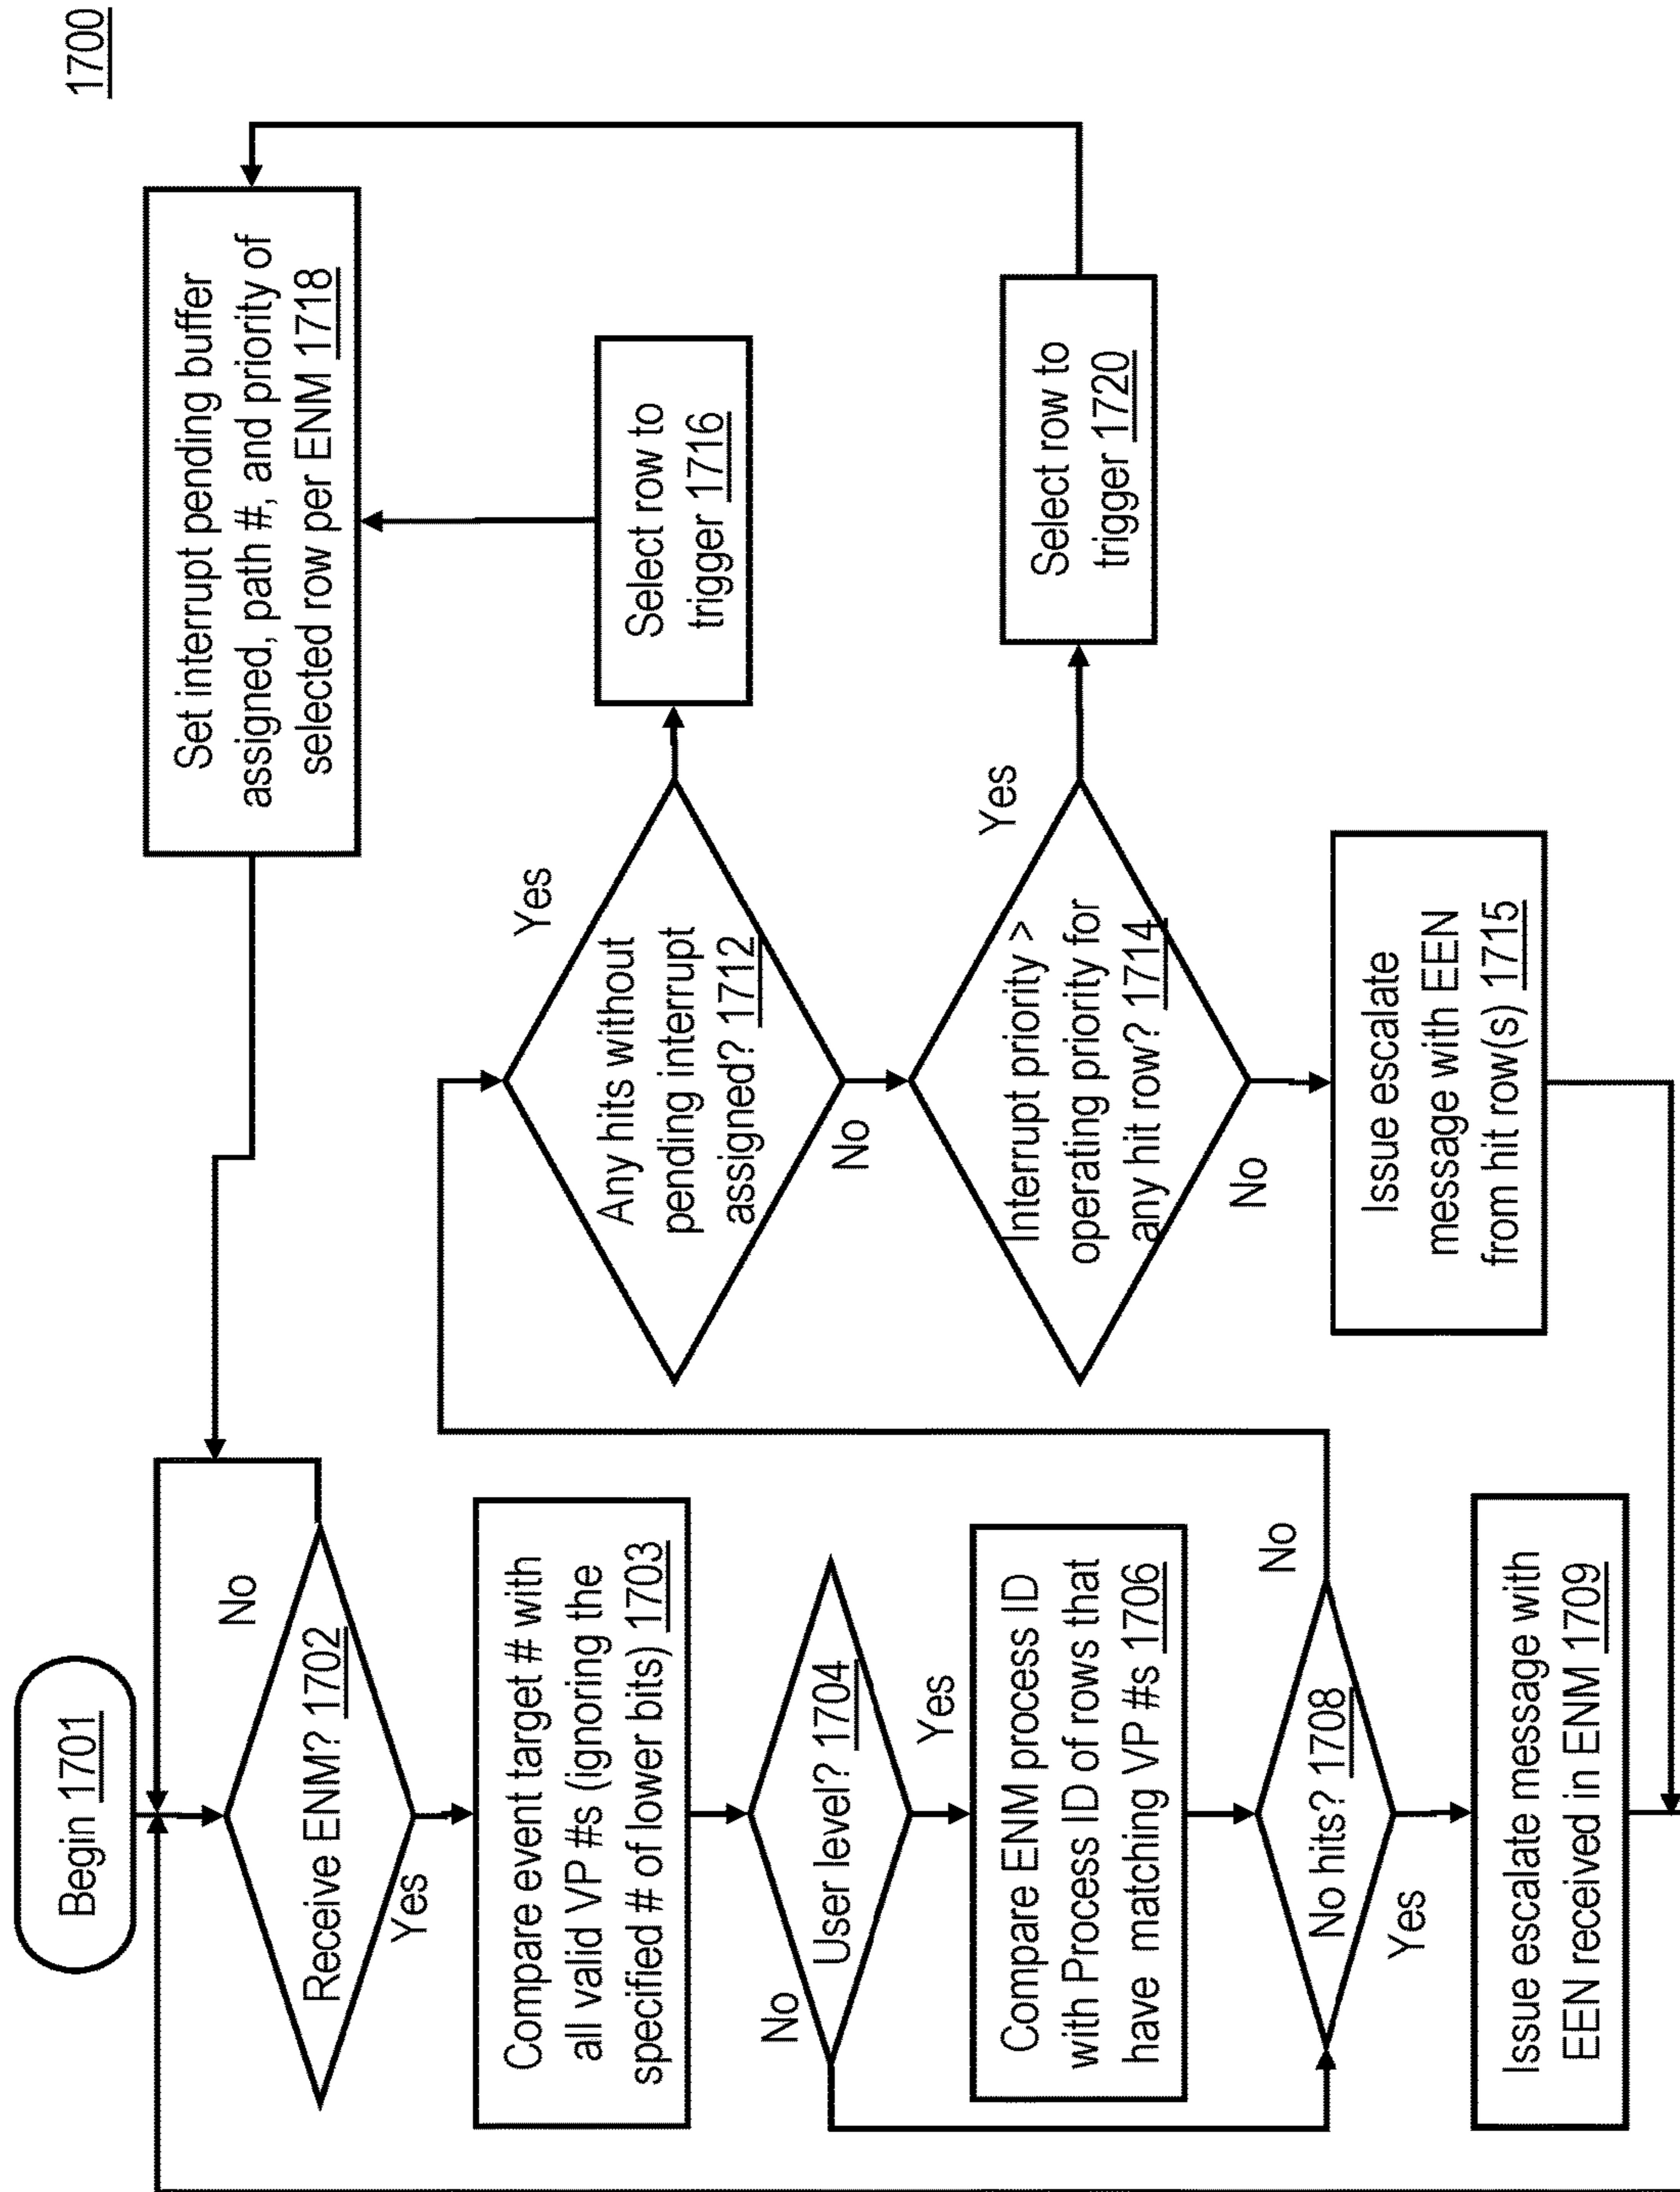 1700
Begin 1701
Receive ENM? 1702
No
Yes
Compare event target # with
all valid VP #s (ignoring the
specified # of lower bits) 1703
User level? 1704
No
Yes
Compare ENM process ID
with Process ID of rows that
have matching VP #s 1706
No hits? 1708
No
Yes
Issue escalate message with
EEN received in ENM 1709
Any hits without
pending interrupt
assigned? 1712
Yes
No
Interrupt priority >
operating priority for
any hit row? 1714
Yes
No
Issue escalate
message with EEN
from hit row(s) 1715
Select row to
trigger 1716
Set interrupt pending buffer
assigned, path #, and priority of
selected row per ENM 1718
Select row to
trigger 1720